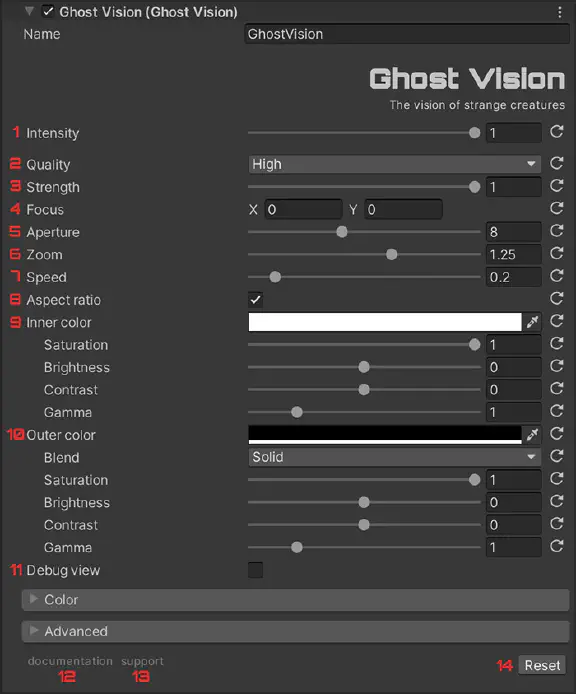 Ghost Vision (Ghost Vision)
Name GhostVision
Ghost Vision
The vision of strange creatures
1 Intensity 1
2 Quality High
3 Strength 1
4 Focus X 0 Y 0
5 Aperture 8
6 Zoom 1.25
7 Speed 0.2
8 Aspect ratio
9 Inner color
Saturation 1
Brightness 0
Contrast 0
Gamma 1
10 Outer color
Blend Solid
Saturation 1
Brightness 0
Contrast 0
Gamma 1
11 Debug view
Color
Advanced
documentation support
12 13 14 Reset